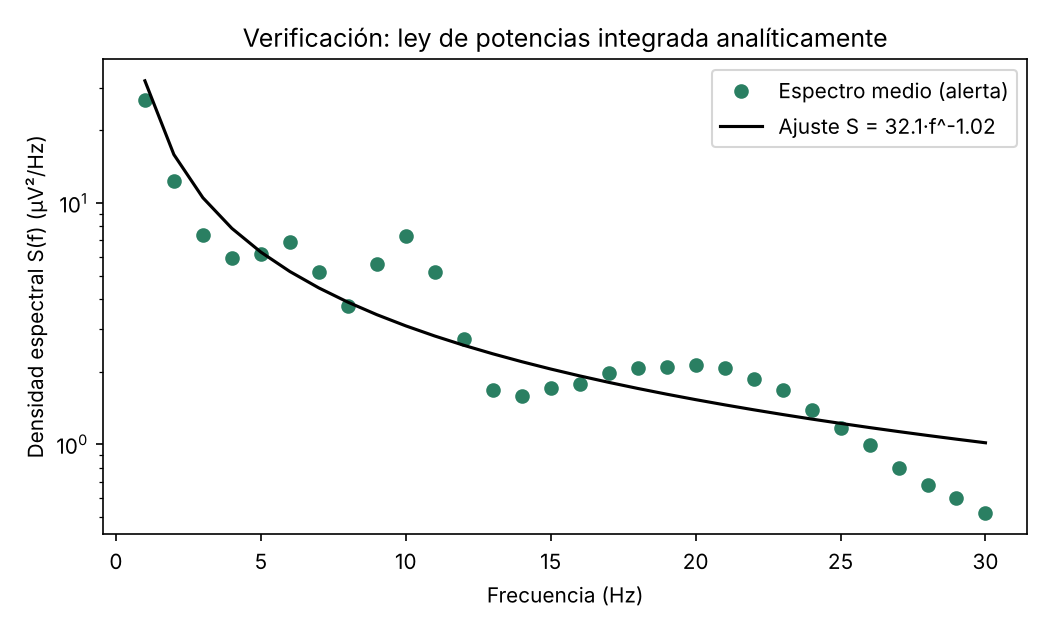 Verificación: ley de potencias integrada analíticamente
Espectro medio (alerta)
Ajuste S = 32.1·f^-1.02
Densidad espectral S(f) (µV²/Hz)
10¹
10⁰
0 5 10 15 20 25 30
Frecuencia (Hz)